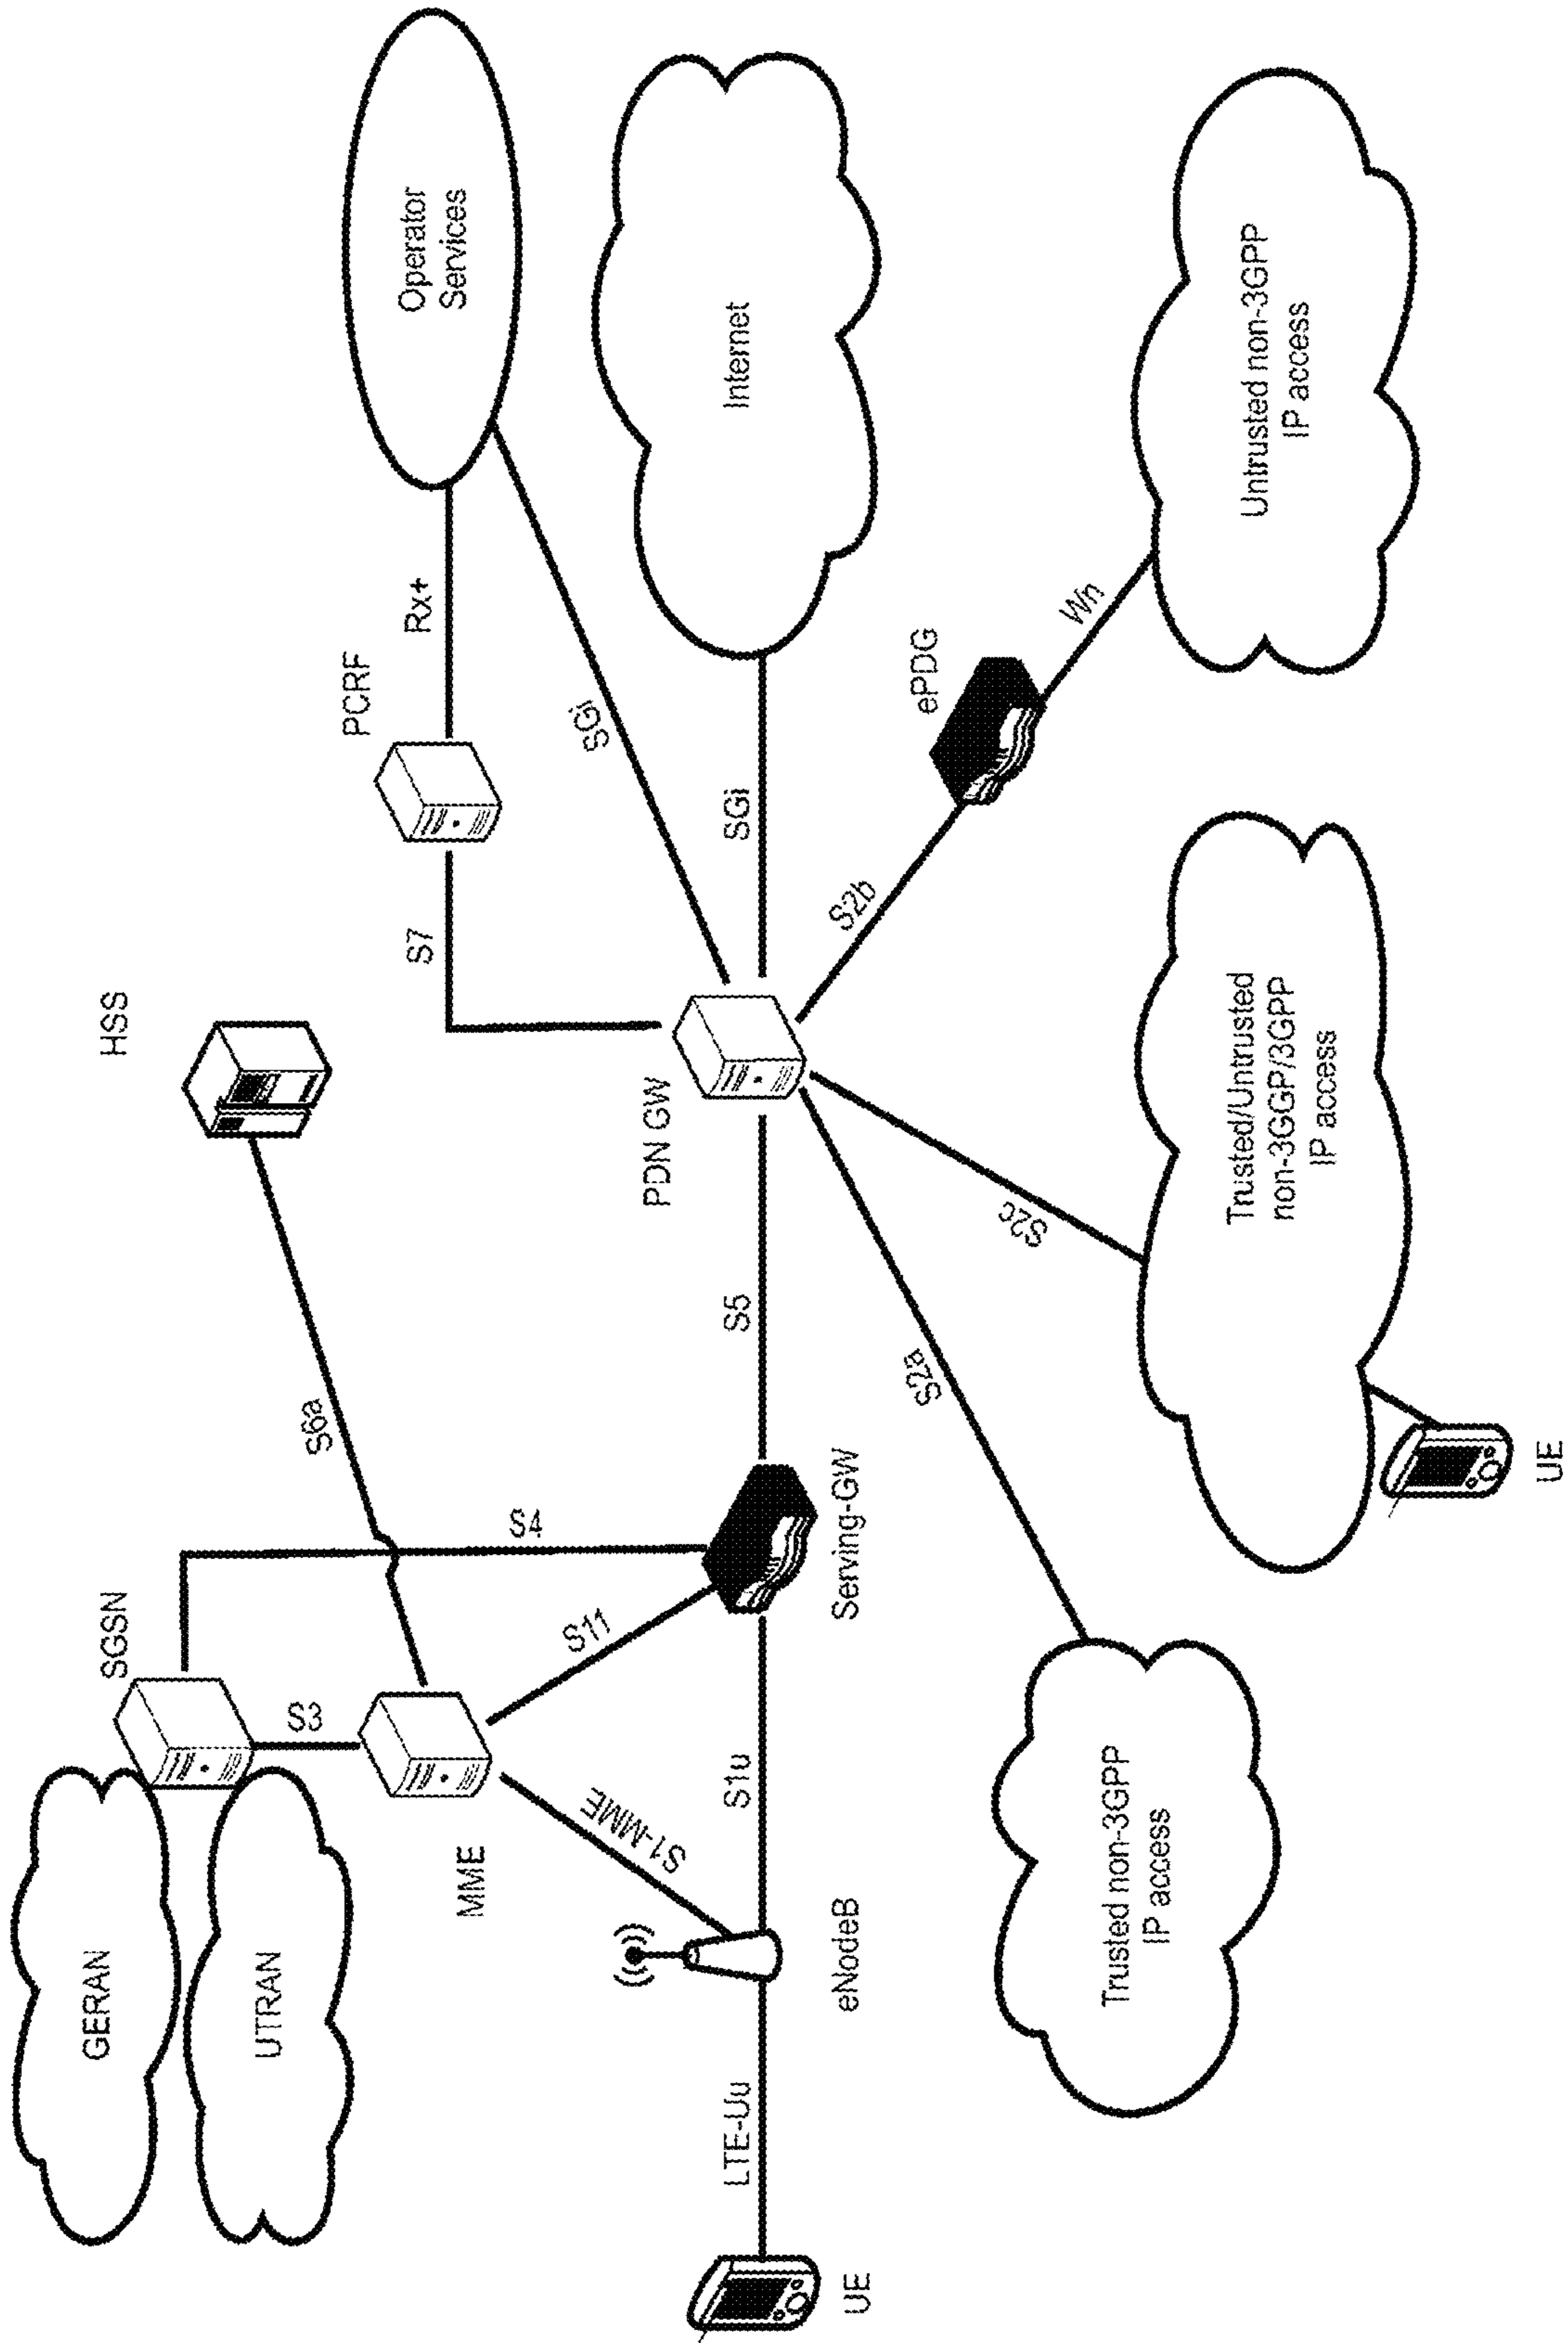 GERAN
UTRAN
SGSN
HSS
S3
S6a
S4
MME
S11
S7
PCRF
Rx+
Operator
Services
S1-MME
SGi
UE
LTE-Uu
eNodeB
S1u
Serving-GW
S5
PDN GW
SGi
Internet
S2a
S2c
S2b
ePDG
Wn
Trusted non-3GPP
IP access
Trusted/Untrusted
non-3GGP/3GPP
IP access
UE
Untrusted non-3GPP
IP access